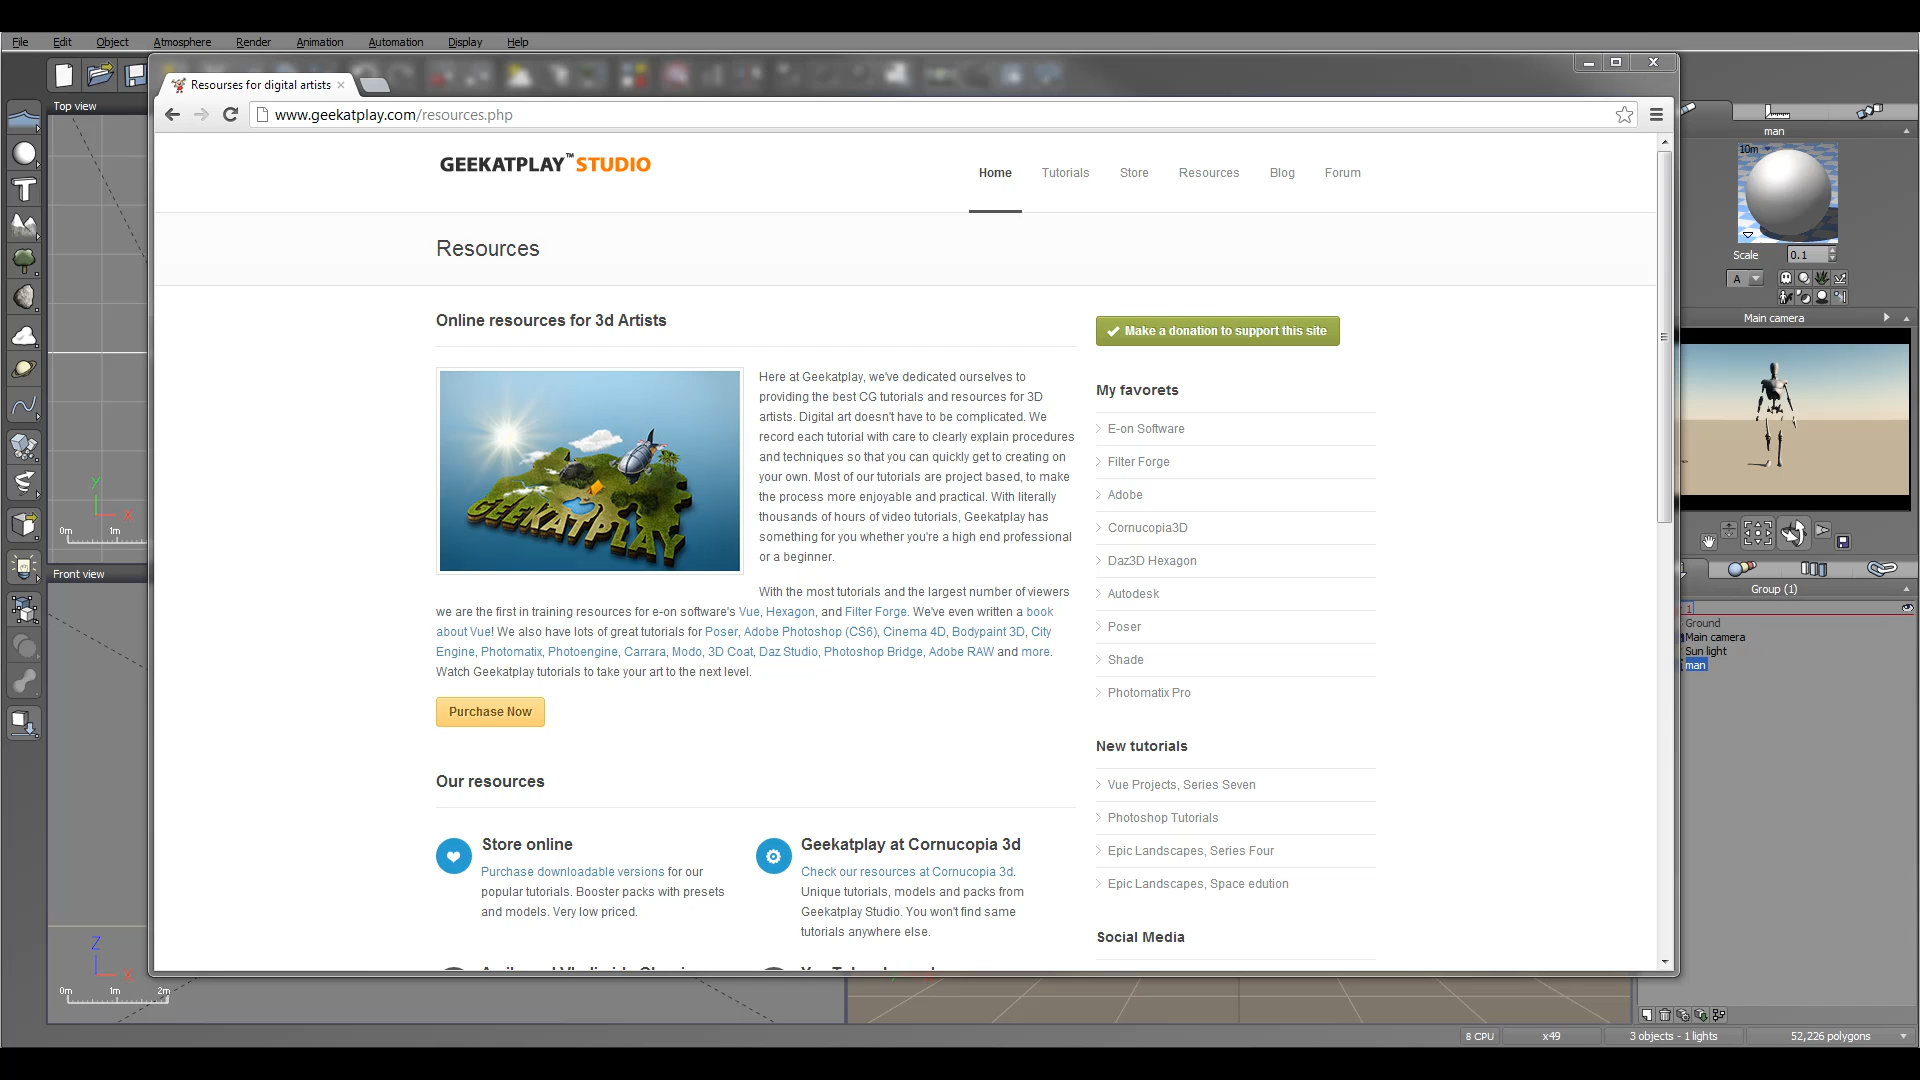 File Edit Object Atmosphere Render Animation Automation Display Help
Resourses for digital artists
www.geekatplay.com/resources.php
Top view
GEEKATPLAY™STUDIO
Home Tutorials Store Resources Blog Forum
Resources
Online resources for 3d Artists
Here at Geekatplay, we've dedicated ourselves to
providing the best CG tutorials and resources for 3D
artists. Digital art doesn't have to be complicated. We
record each tutorial with care to clearly explain procedures
and techniques so that you can quickly get to creating on
your own. Most of our tutorials are project based, to make
the process more enjoyable and practical. With literally
thousands of hours of video tutorials, Geekatplay has
something for you whether you're a high end professional
or a beginner.
GEEKATPLAY
With the most tutorials and the largest number of viewers
we are the first in training resources for e-on software's Vue, Hexagon, and Filter Forge. We've even written a book
about Vue! We also have lots of great tutorials for Poser, Adobe Photoshop (CS6), Cinema 4D, Bodypaint 3D, City
Engine, Photomatix, Photoengine, Carrara, Modo, 3D Coat, Daz Studio, Photoshop Bridge, Adobe RAW and more.
Watch Geekatplay tutorials to take your art to the next level.
Purchase Now
Our resources
Store online
Purchase downloadable versions for our
popular tutorials. Booster packs with presets
and models. Very low priced.
Geekatplay at Cornucopia 3d
Check our resources at Cornucopia 3d.
Unique tutorials, models and packs from
Geekatplay Studio. You won't find same
tutorials anywhere else.
Make a donation to support this site
My favorets
E-on Software
Filter Forge
Adobe
Cornucopia3D
Daz3D Hexagon
Autodesk
Poser
Shade
Photomatix Pro
New tutorials
Vue Projects, Series Seven
Photoshop Tutorials
Epic Landscapes, Series Four
Epic Landscapes, Space edution
Social Media
man
10m
Scale 0.1
A
Main camera
Group (1)
1
Ground
Main camera
Sun light
man
Y
X
0m 1m
Front view
Z
X
0m 1m 2m
8 CPU x49 3 objects - 1 lights 52,226 polygons